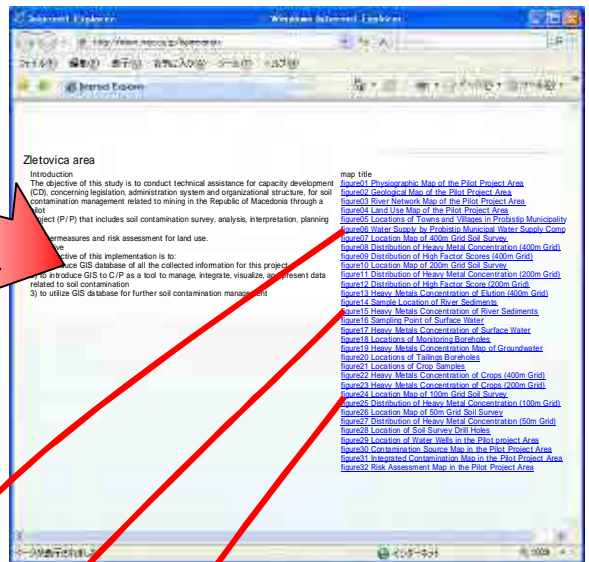 Zletovica area
Introduction
The objective of this study is to conduct technical assistance for capacity development
(CD), concerning legislation, administration system and organizational structure, for soil
contamination management related to mining in the Republic of Macedonia through a
pilot
project (P/P) that includes soil contamination survey, analysis, interpretation, planning
and risk assessment for land use.
objective of this implementation is to:
GIS database of all the collected information for this project
to introduce GIS to C/P as a tool to manage, integrate, visualize, and present data
related to soil contamination
3) to utilize GIS database for further soil contamination management
map title
figure01 Physiographic Map of the Pilot Project Area
figure02 Geological Map of the Pilot Project Area
figure03 River Network Map of the Pilot Project Area
figure04 Land Use Map of the Pilot Project Area
figure05 Locations of Towns and Villages in Probistip Municipality
figure06 Water Supply by Probistip Municipal Water Supply Comp
figure07 Location Map of 400m Grid Soil Survey
figure08 Distribution of Heavy Metal Concentration (400m Grid)
figure09 Distribution of High Factor Scores (400m Grid)
figure10 Location Map of 200m Grid Soil Survey
figure11 Distribution of Heavy Metal Concentration (200m Grid)
figure12 Distribution of High Factor Score (200m Grid)
figure13 Heavy Metals Concentration of Elution (400m Grid)
figure14 Sample Location of River Sediments
figure15 Heavy Metals Concentration of River Sediments
figure16 Sampling Point of Surface Water
figure17 Heavy Metals Concentration of Surface Water
figure18 Locations of Monitoring Boreholes
figure19 Heavy Metals Concentration Map of Groundwater
figure20 Locations of Tailings Boreholes
figure21 Locations of Crop Samples
figure22 Heavy Metals Concentration of Crops (400m Grid)
figure23 Heavy Metals Concentration of Crops (200m Grid)
figure24 Location Map of 100m Grid Soil Survey
figure25 Distribution of Heavy Metal Concentration (100m Grid)
figure26 Location Map of 50m Grid Soil Survey
figure27 Distribution of Heavy Metal Concentration (50m Grid)
figure28 Location of Soil Survey Drill Holes
figure29 Location of Water Wells in the Pilot project Area
figure30 Contamination Source Map in the Pilot Project Area
figure31 Integrated Contamination Map in the Pilot Project Area
figure32 Risk Assessment Map in the Pilot Project Area